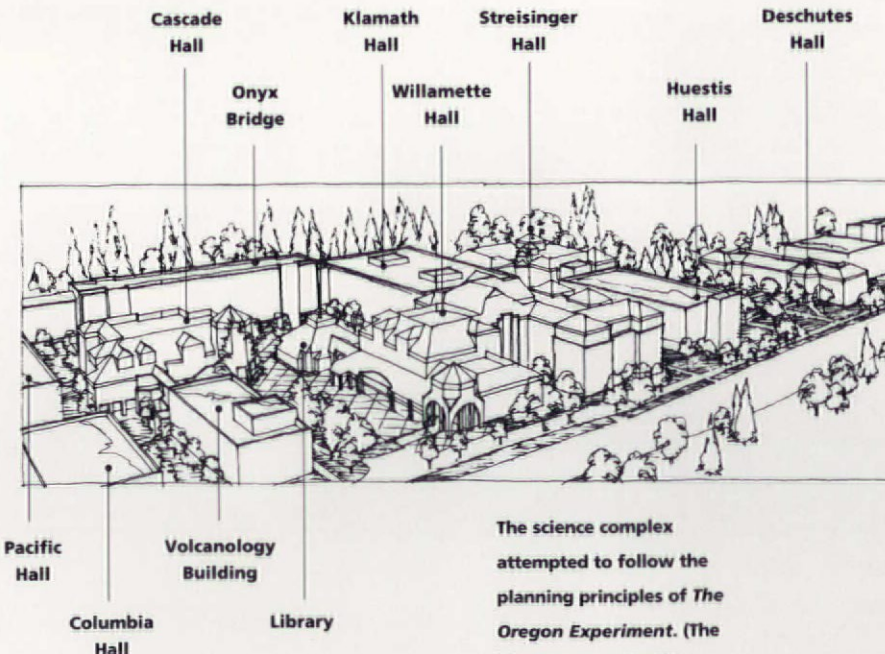 Cascade
Hall
Klamath
Hall
Streisinger
Hall
Deschutes
Hall
Onyx
Bridge
Willamette
Hall
Huestis
Hall
Pacific
Hall
Volcanology
Building
Columbia
Hall
Library
The science complex
attempted to follow the
planning principles of The
Oregon Experiment. (The